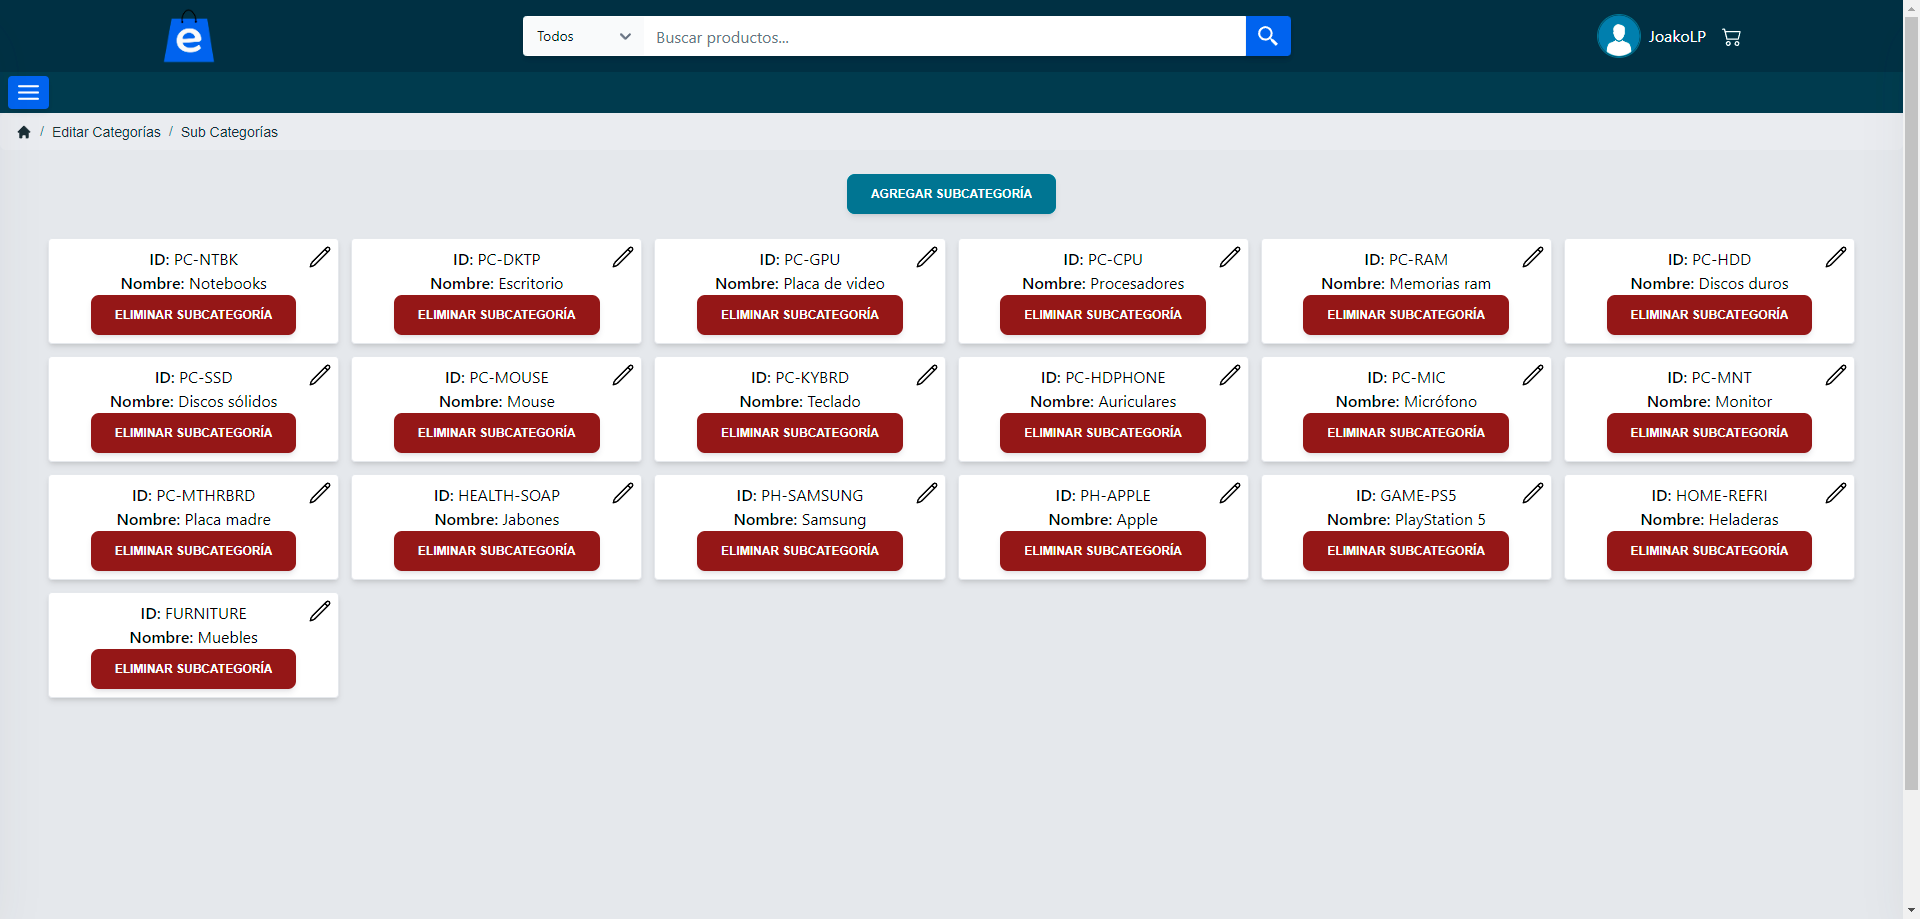 e
Todos
Buscar productos...
JoakoLP
/ Editar Categorías / Sub Categorías
AGREGAR SUBCATEGORÍA
ID: PC-NTBK
Nombre: Notebooks
ELIMINAR SUBCATEGORÍA
ID: PC-DKTP
Nombre: Escritorio
ELIMINAR SUBCATEGORÍA
ID: PC-GPU
Nombre: Placa de video
ELIMINAR SUBCATEGORÍA
ID: PC-CPU
Nombre: Procesadores
ELIMINAR SUBCATEGORÍA
ID: PC-RAM
Nombre: Memorias ram
ELIMINAR SUBCATEGORÍA
ID: PC-HDD
Nombre: Discos duros
ELIMINAR SUBCATEGORÍA
ID: PC-SSD
Nombre: Discos sólidos
ELIMINAR SUBCATEGORÍA
ID: PC-MOUSE
Nombre: Mouse
ELIMINAR SUBCATEGORÍA
ID: PC-KYBRD
Nombre: Teclado
ELIMINAR SUBCATEGORÍA
ID: PC-HDPHONE
Nombre: Auriculares
ELIMINAR SUBCATEGORÍA
ID: PC-MIC
Nombre: Micrófono
ELIMINAR SUBCATEGORÍA
ID: PC-MNT
Nombre: Monitor
ELIMINAR SUBCATEGORÍA
ID: PC-MTHRBRD
Nombre: Placa madre
ELIMINAR SUBCATEGORÍA
ID: HEALTH-SOAP
Nombre: Jabones
ELIMINAR SUBCATEGORÍA
ID: PH-SAMSUNG
Nombre: Samsung
ELIMINAR SUBCATEGORÍA
ID: PH-APPLE
Nombre: Apple
ELIMINAR SUBCATEGORÍA
ID: GAME-PS5
Nombre: PlayStation 5
ELIMINAR SUBCATEGORÍA
ID: HOME-REFRI
Nombre: Heladeras
ELIMINAR SUBCATEGORÍA
ID: FURNITURE
Nombre: Muebles
ELIMINAR SUBCATEGORÍA